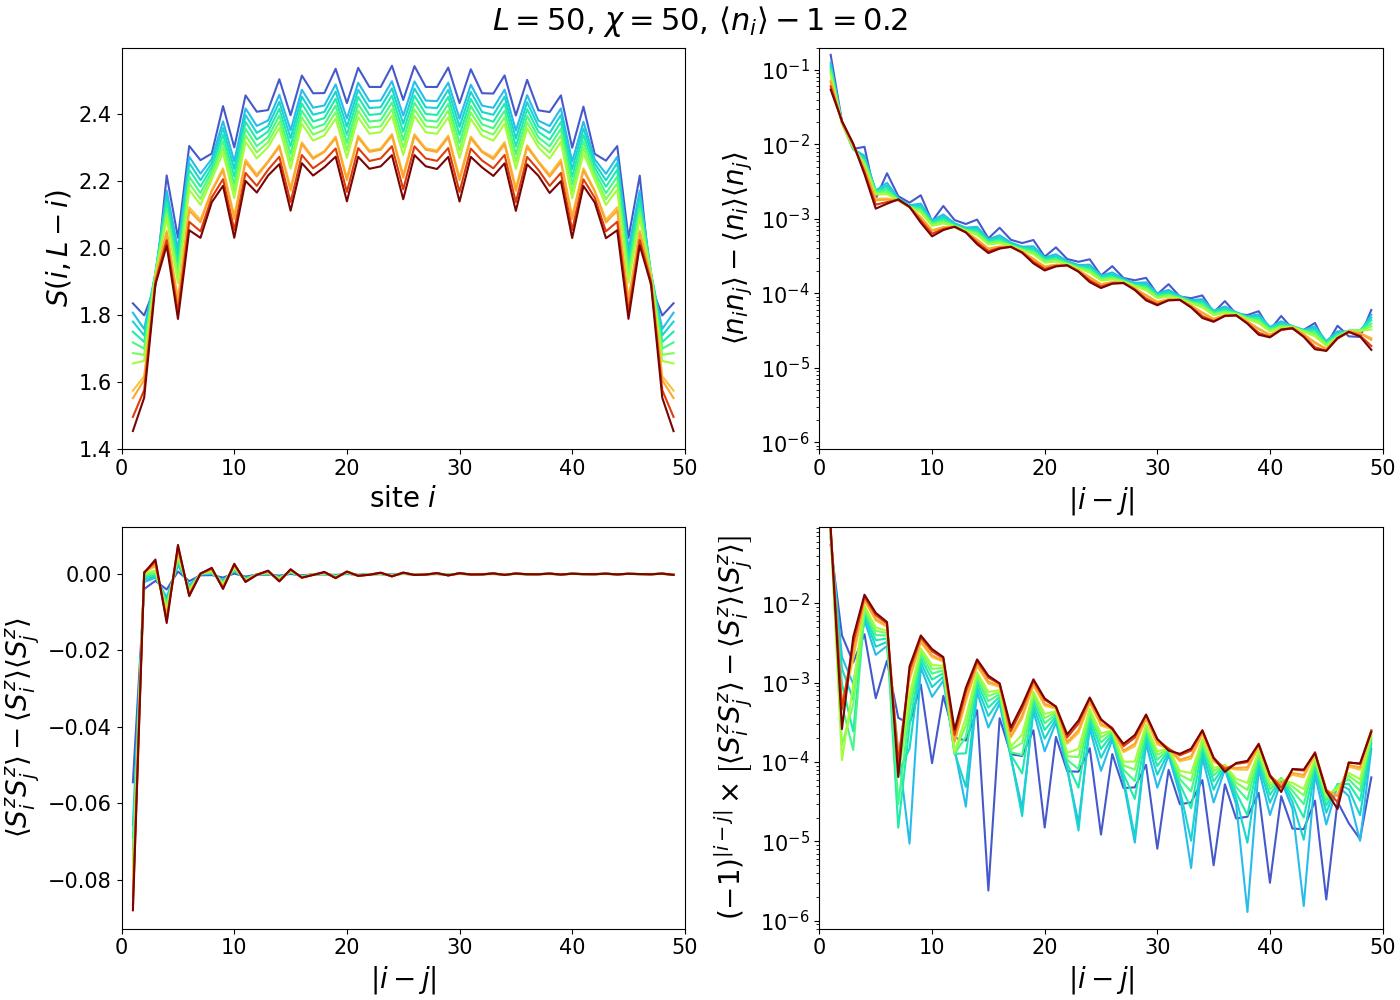 L = 50, χ = 50, ⟨n_i⟩ − 1 = 0.2
S(i, L − i)
2.4
2.2
2.0
1.8
1.6
1.4
0 10 20 30 40 50
site i
⟨n_i n_j⟩ − ⟨n_i⟩⟨n_j⟩
10^{-1}
10^{-2}
10^{-3}
10^{-4}
10^{-5}
10^{-6}
0 10 20 30 40 50
|i − j|
⟨S_i^z S_j^z⟩ − ⟨S_i^z⟩⟨S_j^z⟩
0.00
−0.02
−0.04
−0.06
−0.08
0 10 20 30 40 50
|i − j|
(−1)^{|i−j|} × [⟨S_i^z S_j^z⟩ − ⟨S_i^z⟩⟨S_j^z⟩]
10^{-2}
10^{-3}
10^{-4}
10^{-5}
10^{-6}
0 10 20 30 40 50
|i − j|